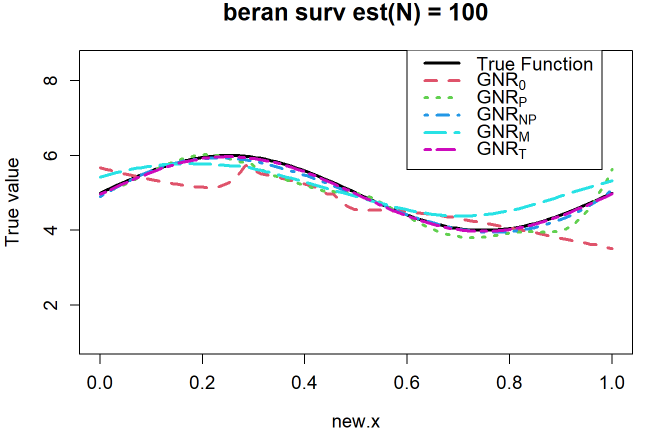 beran surv est(N) = 100
True Function
GNR0
GNRP
GNRNP
GNRM
GNRT
8
6
4
2
True value
0.0 0.2 0.4 0.6 0.8 1.0
new.x